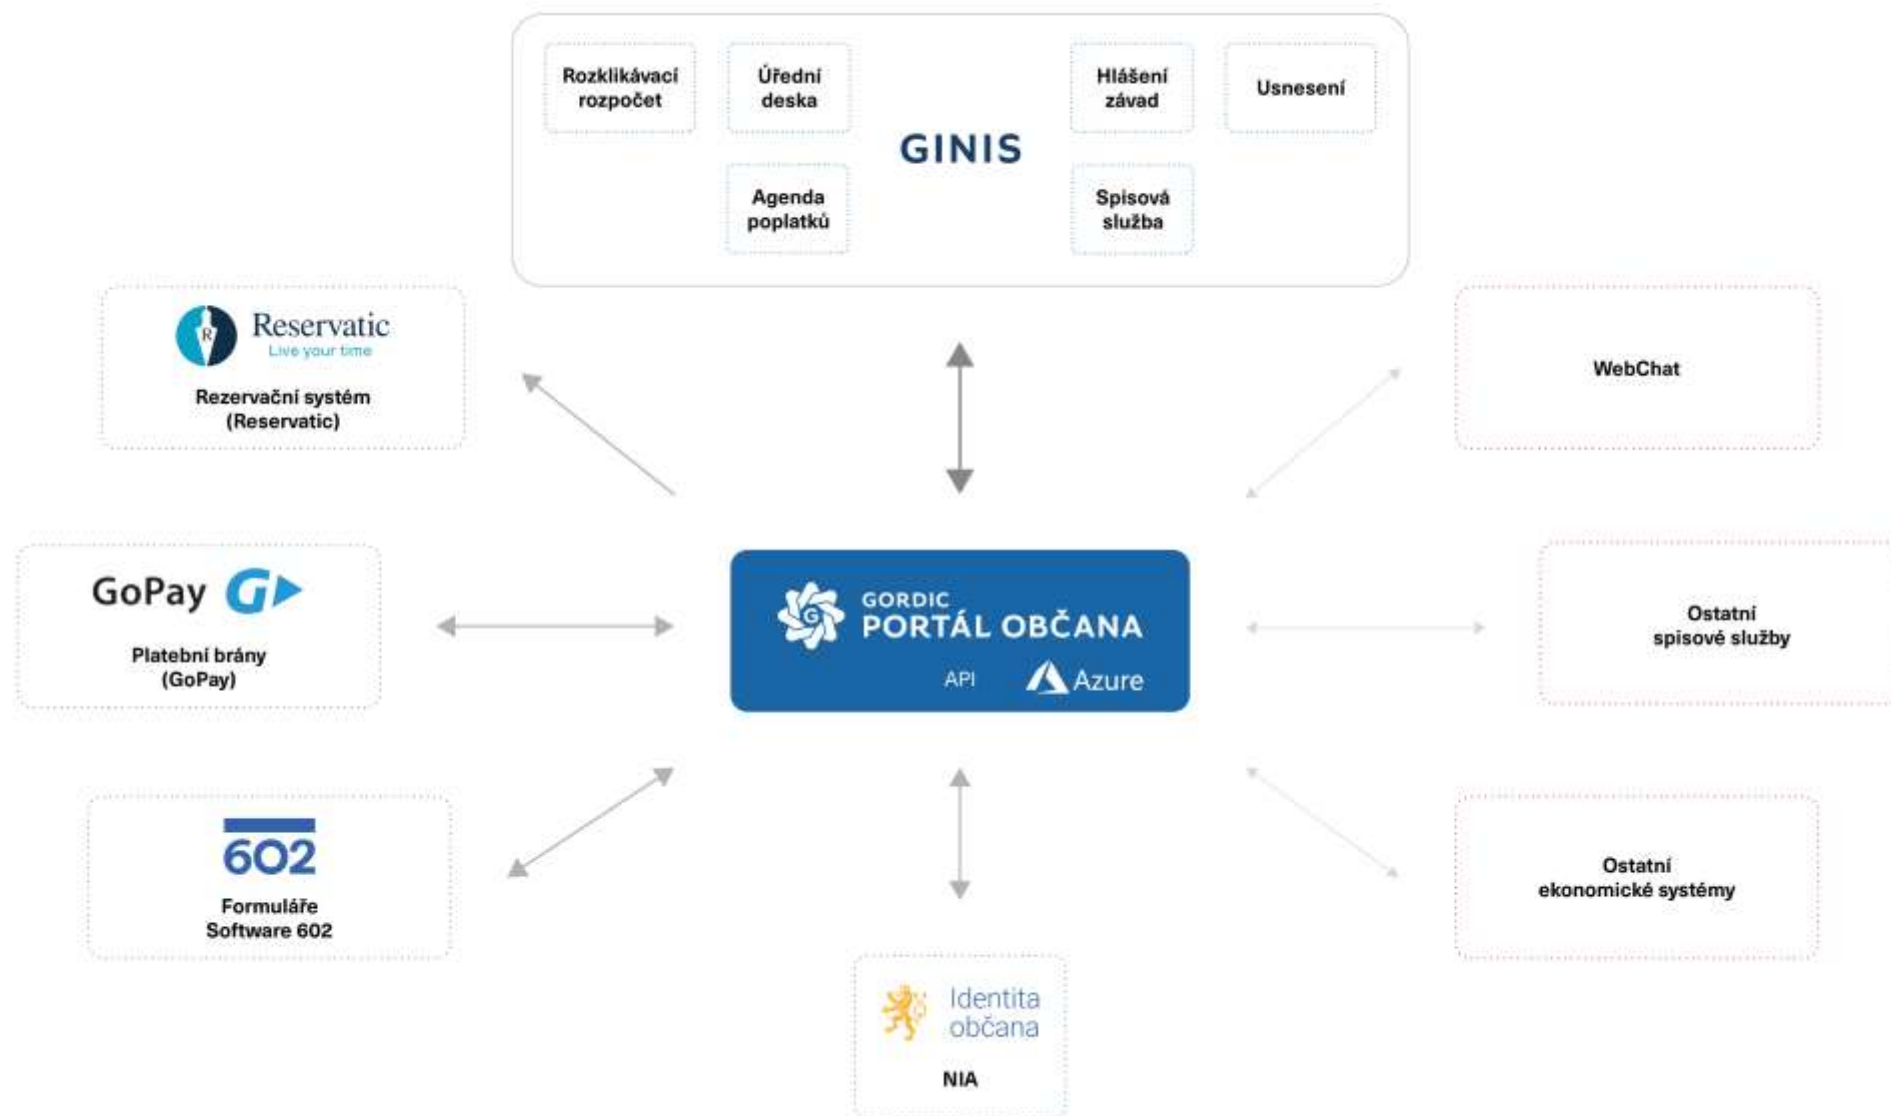 Rozklikávací
rozpočet
Úřední
deska
Hlášení
závad
Usnesení
GINIS
Agenda
poplatků
Spisová
služba
R
Reservatic
Live your time
Rezervační systém
(Reservatic)
WebChat
GoPay G
Platební brány
(GoPay)
G
GORDIC
PORTÁL OBČANA
API
Azure
Ostatní
spisové služby
602
Formuláře
Software 602
Ostatní
ekonomické systémy
Identita
občana
NIA